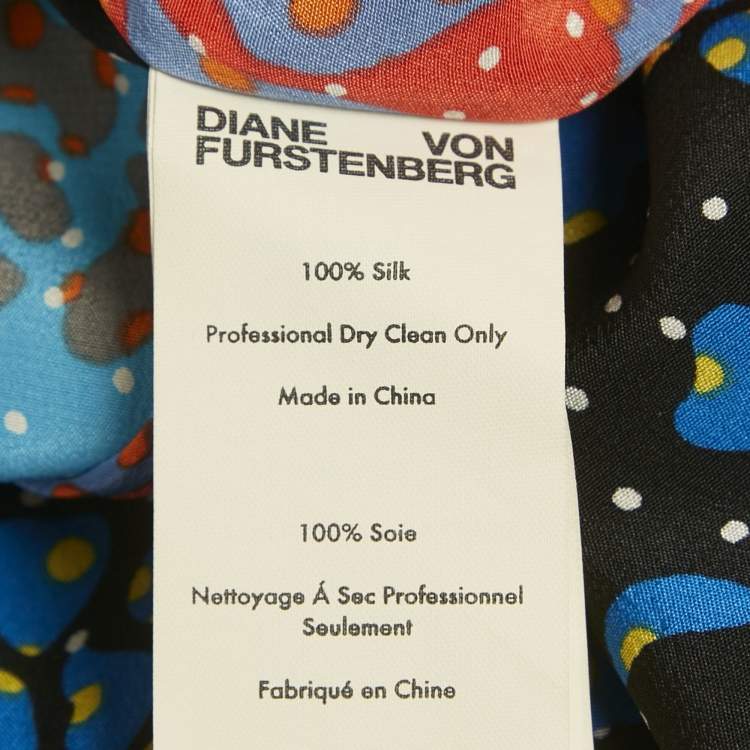 DIANE VON
FURSTENBERG
100% Silk
Professional Dry Clean Only
Made in China
100% Soie
Nettoyage Á Sec Professionnel
Seulement
Fabriqué en Chine